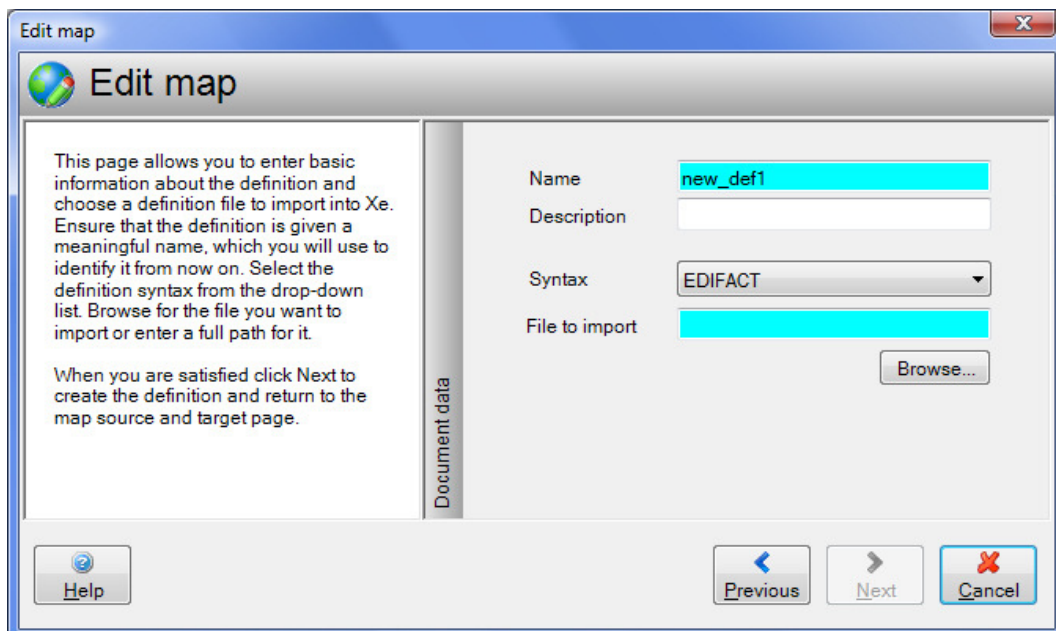 Edit map
Edit map
This page allows you to enter basic
information about the definition and
choose a definition file to import into Xe.
Ensure that the definition is given a
meaningful name, which you will use to
identify it from now on. Select the
definition syntax from the drop-down
list. Browse for the file you want to
import or enter a full path for it.
When you are satisfied click Next to
create the definition and return to the
map source and target page.
Document data
Name new_def1
Description
Syntax EDIFACT
File to import
Browse...
Help
Previous
Next
Cancel